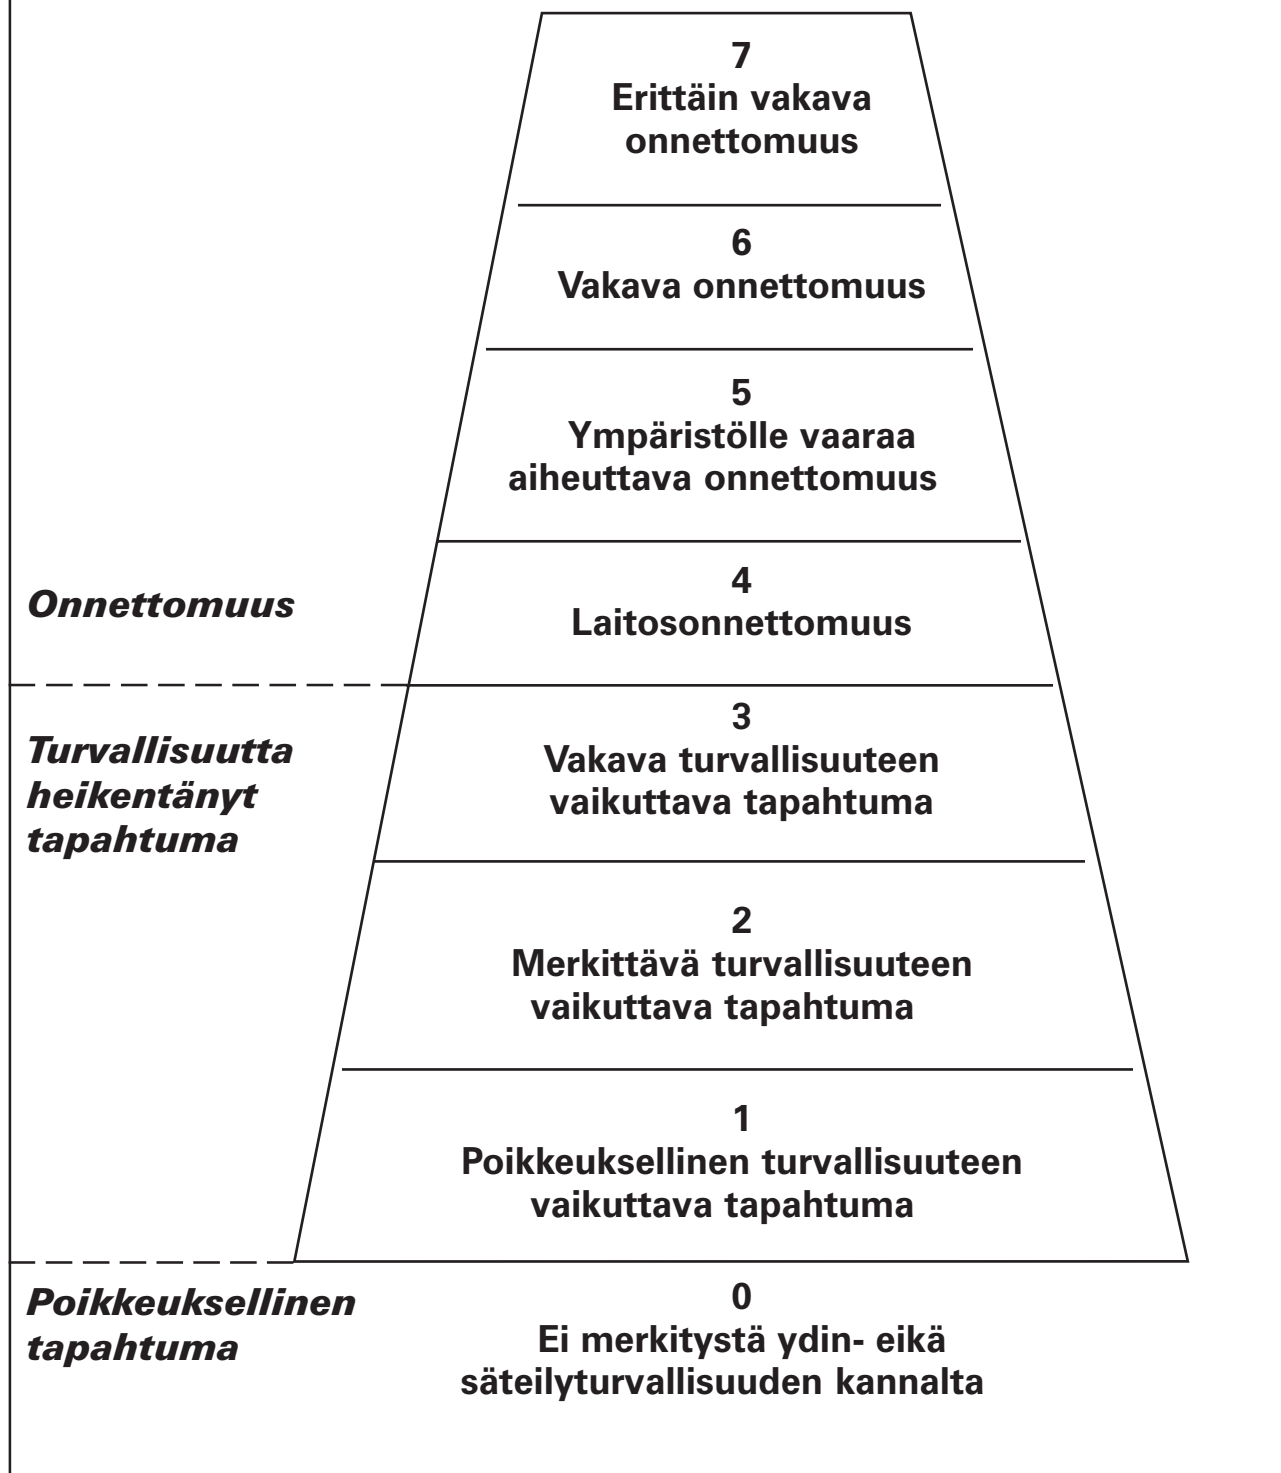 7
Erittäin vakava
onnettomuus
6
Vakava onnettomuus
5
Ympäristölle vaaraa
aiheuttava onnettomuus
Onnettomuus
4
Laitosonnettomuus
Turvallisuutta
heikentänyt
tapahtuma
3
Vakava turvallisuuteen
vaikuttava tapahtuma
2
Merkittävä turvallisuuteen
vaikuttava tapahtuma
1
Poikkeuksellinen turvallisuuteen
vaikuttava tapahtuma
Poikkeuksellinen
tapahtuma
0
Ei merkitystä ydin- eikä
säteilyturvallisuuden kannalta